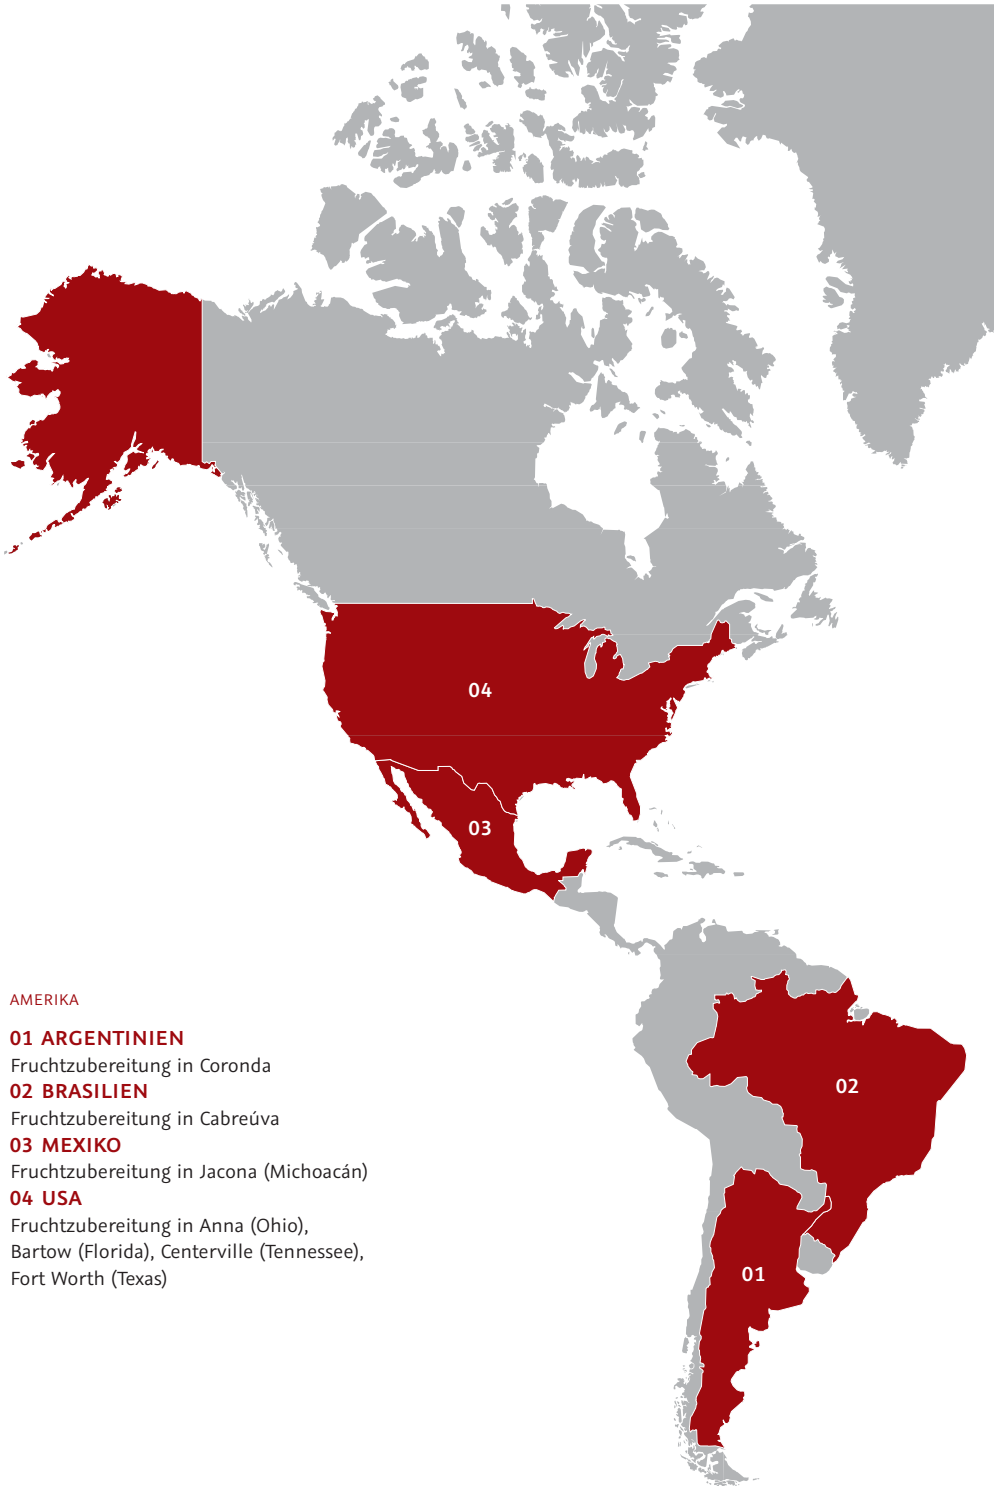 04
03
AMERIKA
01 ARGENTINIEN
Fruchtzubereitung in Coronda
02 BRASILIEN
Fruchtzubereitung in Cabreúva
03 MEXIKO
Fruchtzubereitung in Jacona (Michoacán)
04 USA
Fruchtzubereitung in Anna (Ohio),
Bartow (Florida), Centerville (Tennessee),
Fort Worth (Texas)
02
01